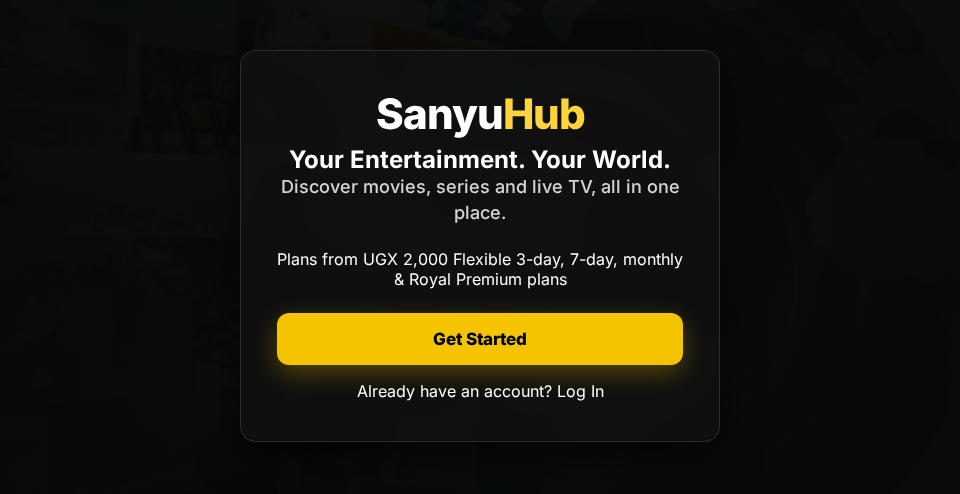 SanyuHub
Your Entertainment. Your World.
Discover movies, series and live TV, all in one
place.
Plans from UGX 2,000 Flexible 3-day, 7-day, monthly
& Royal Premium plans
Get Started
Already have an account? Log In